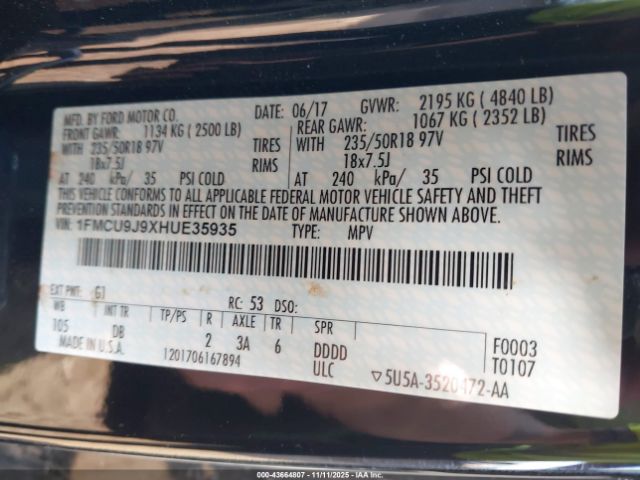 MFD. BY FORD MOTOR CO. DATE: 06/17 GVWR: 2195 KG ( 4840 LB)
FRONT GAWR: 1134 KG ( 2500 LB) REAR GAWR: 1067 KG ( 2352 LB)
WITH 235/50R18 97V TIRES WITH 235/50R18 97V TIRES
18x7.5J RIMS 18x7.5J RIMS
AT 240 kPa/ 35 PSI COLD AT 240 kPa/ 35 PSI COLD
THIS VEHICLE CONFORMS TO ALL APPLICABLE FEDERAL MOTOR VEHICLE SAFETY AND THEFT
PREVENTION STANDARDS IN EFFECT ON THE DATE OF MANUFACTURE SHOWN ABOVE.
VIN: 1FMCU9J9XHUE35935 TYPE: MPV
EXT PNT: G1 RC: 53 DSO:
WB INT TR TP/PS R AXLE TR SPR
105 DB 2 3A 6 DDDD F0003
MADE IN U.S.A. 1201706167894 ULC T0107
▽5U5A-3520472-AA
000-43664807 - 11/11/2025 - IAAI.com